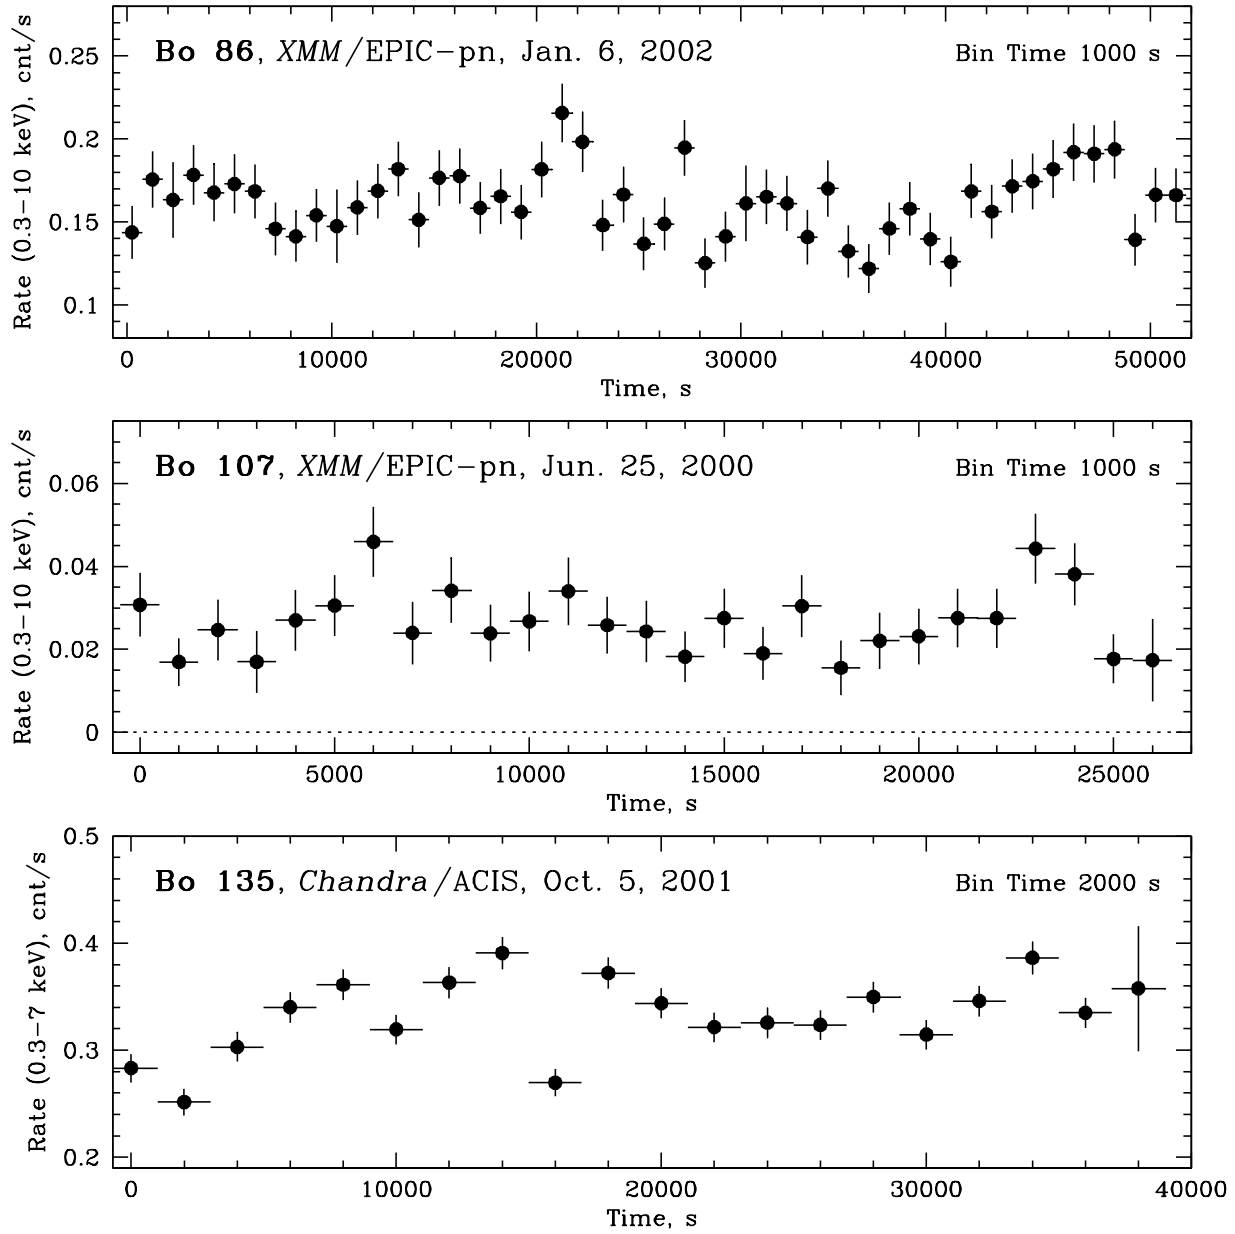 Bo 86, XMM/EPIC-pn, Jan. 6, 2002
Bin Time 1000 s
Rate (0.3-10 keV), cnt/s
0.25
0.2
0.15
0.1
0 10000 20000 30000 40000 50000
Time, s
Bo 107, XMM/EPIC-pn, Jun. 25, 2000
Bin Time 1000 s
Rate (0.3-10 keV), cnt/s
0.06
0.04
0.02
0
0 5000 10000 15000 20000 25000
Time, s
Bo 135, Chandra/ACIS, Oct. 5, 2001
Bin Time 2000 s
Rate (0.3-7 keV), cnt/s
0.5
0.4
0.3
0.2
0 10000 20000 30000 40000
Time, s